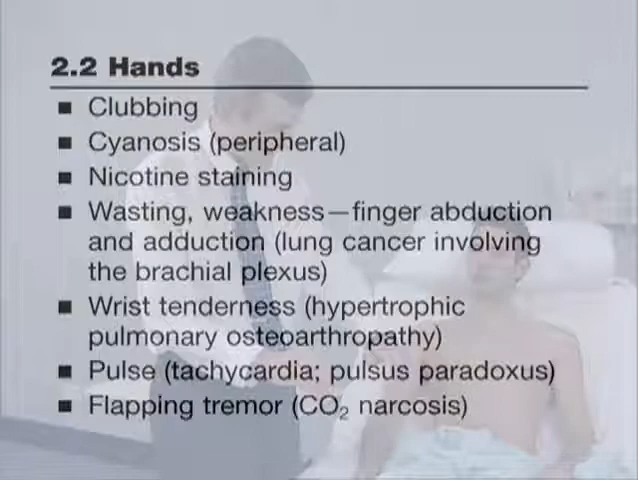 2.2 Hands
■ Clubbing
■ Cyanosis (peripheral)
■ Nicotine staining
■ Wasting, weakness—finger abduction
and adduction (lung cancer involving
the brachial plexus)
■ Wrist tenderness (hypertrophic
pulmonary osteoarthropathy)
■ Pulse (tachycardia; pulsus paradoxus)
■ Flapping tremor (CO₂ narcosis)